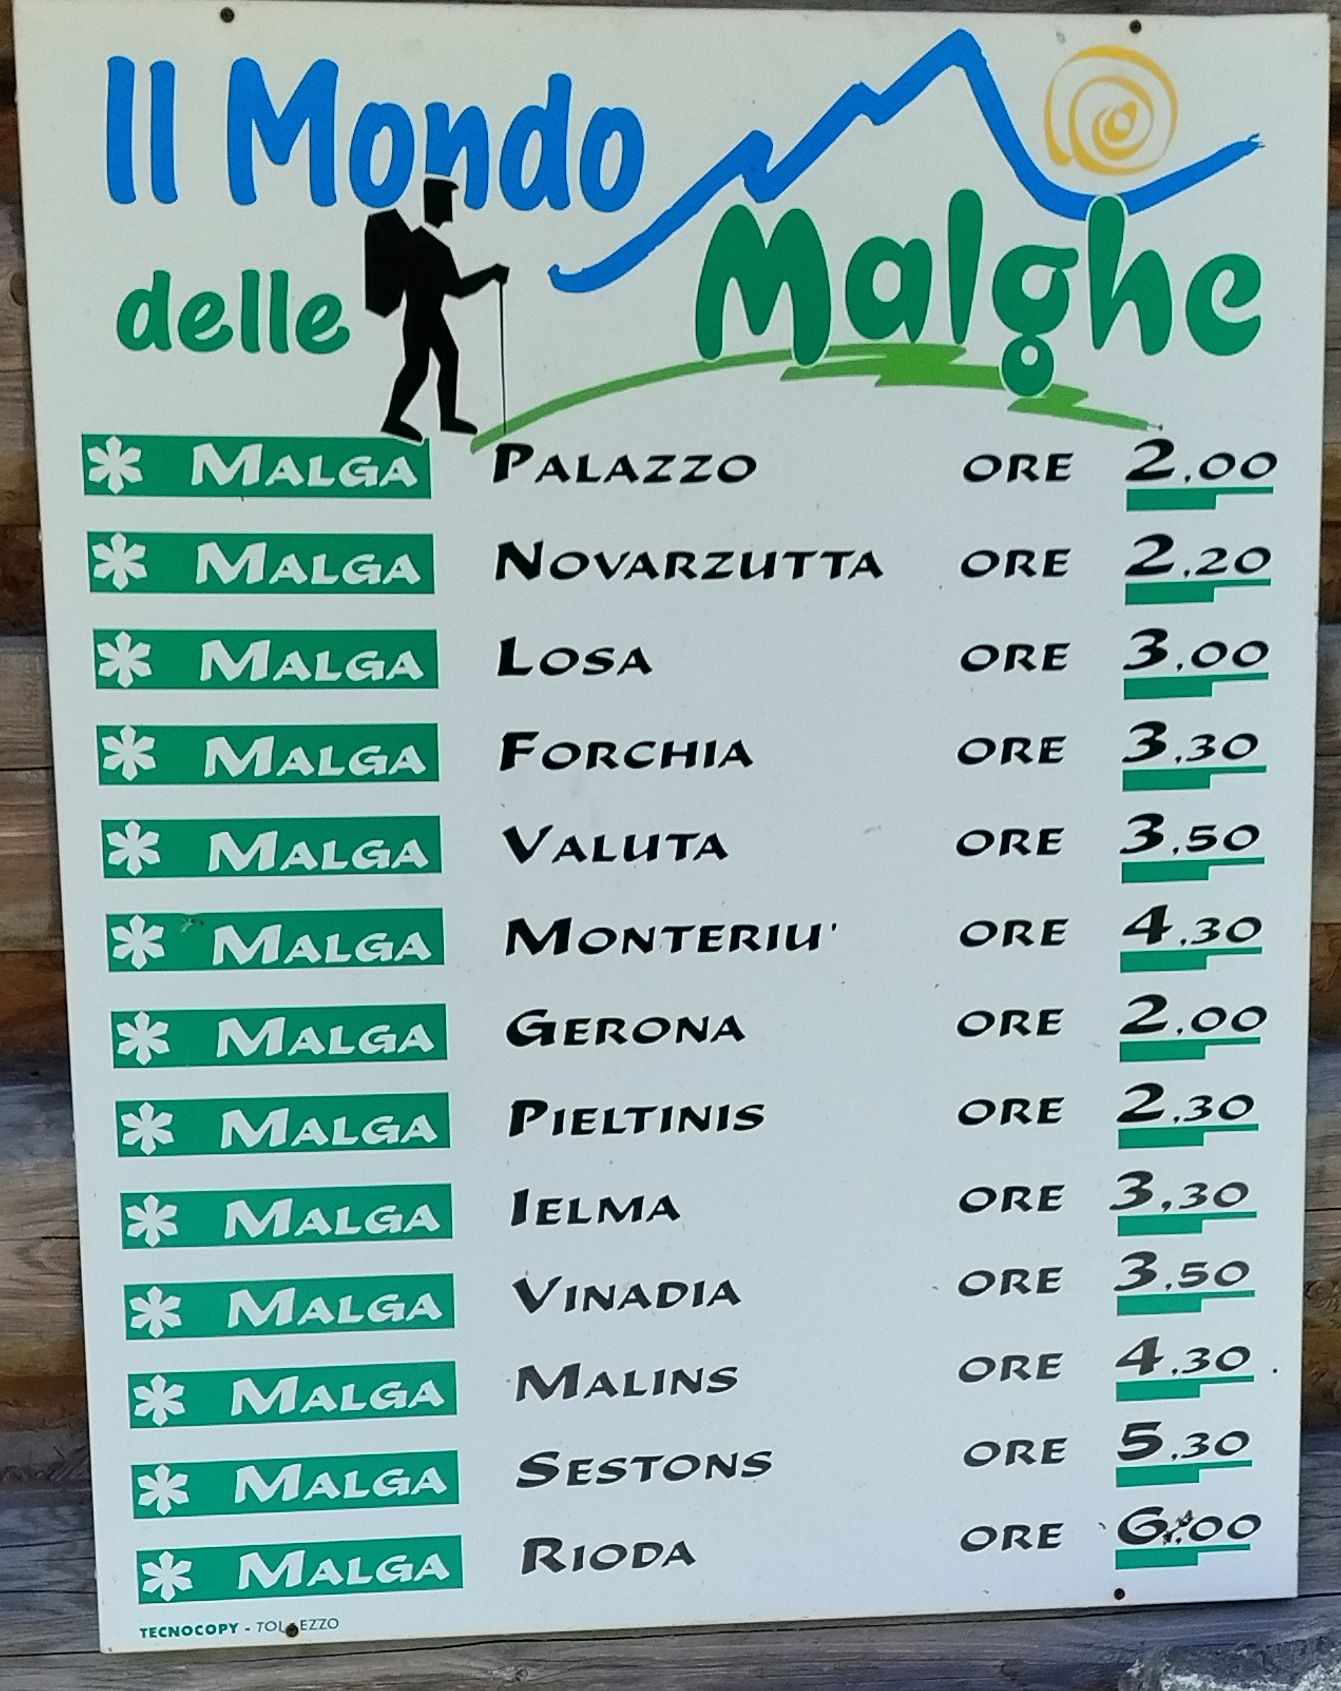 Il Mondo
delle Malghe
MALGA PALAZZO ORE 2,00
MALGA NOVARZUTTA ORE 2,20
MALGA LOSA ORE 3,00
MALGA FORCHIA ORE 3,30
MALGA VALUTA ORE 3,50
MALGA MONTERIU' ORE 4,30
MALGA GERONA ORE 2,00
MALGA PIELTINIS ORE 2,30
MALGA IELMA ORE 3,30
MALGA VINADIA ORE 3,50
MALGA MALINS ORE 4,30
MALGA SESTONS ORE 5,30
MALGA RIODA ORE 6,00
TECNOCOPY - TOLMEZZO